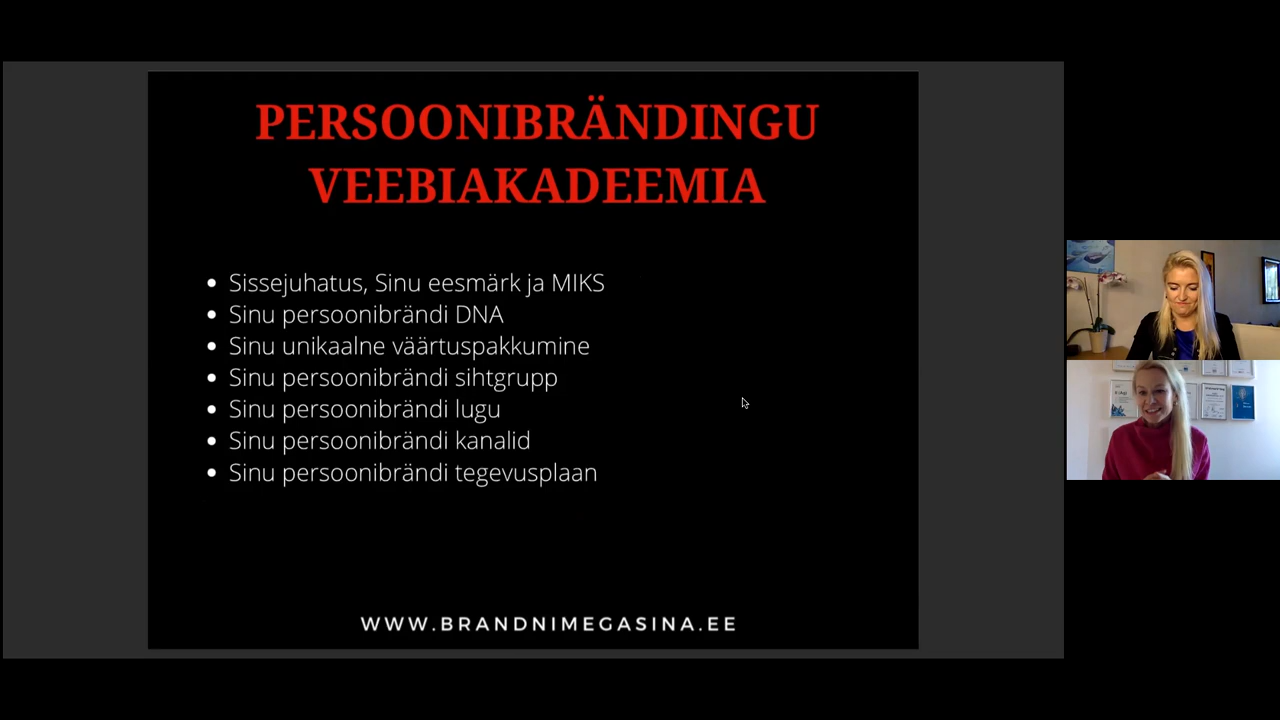 PERSOONIBRÄNDINGU
VEEBIAKADEEMIA
Sissejuhatus, Sinu eesmärk ja MIKS
Sinu persoonibrändi DNA
Sinu unikaalne väärtuspakkumine
Sinu persoonibrändi sihtgrupp
Sinu persoonibrändi lugu
Sinu persoonibrändi kanalid
Sinu persoonibrändi tegevusplaan
WWW.BRANDNIMEGASINA.EE